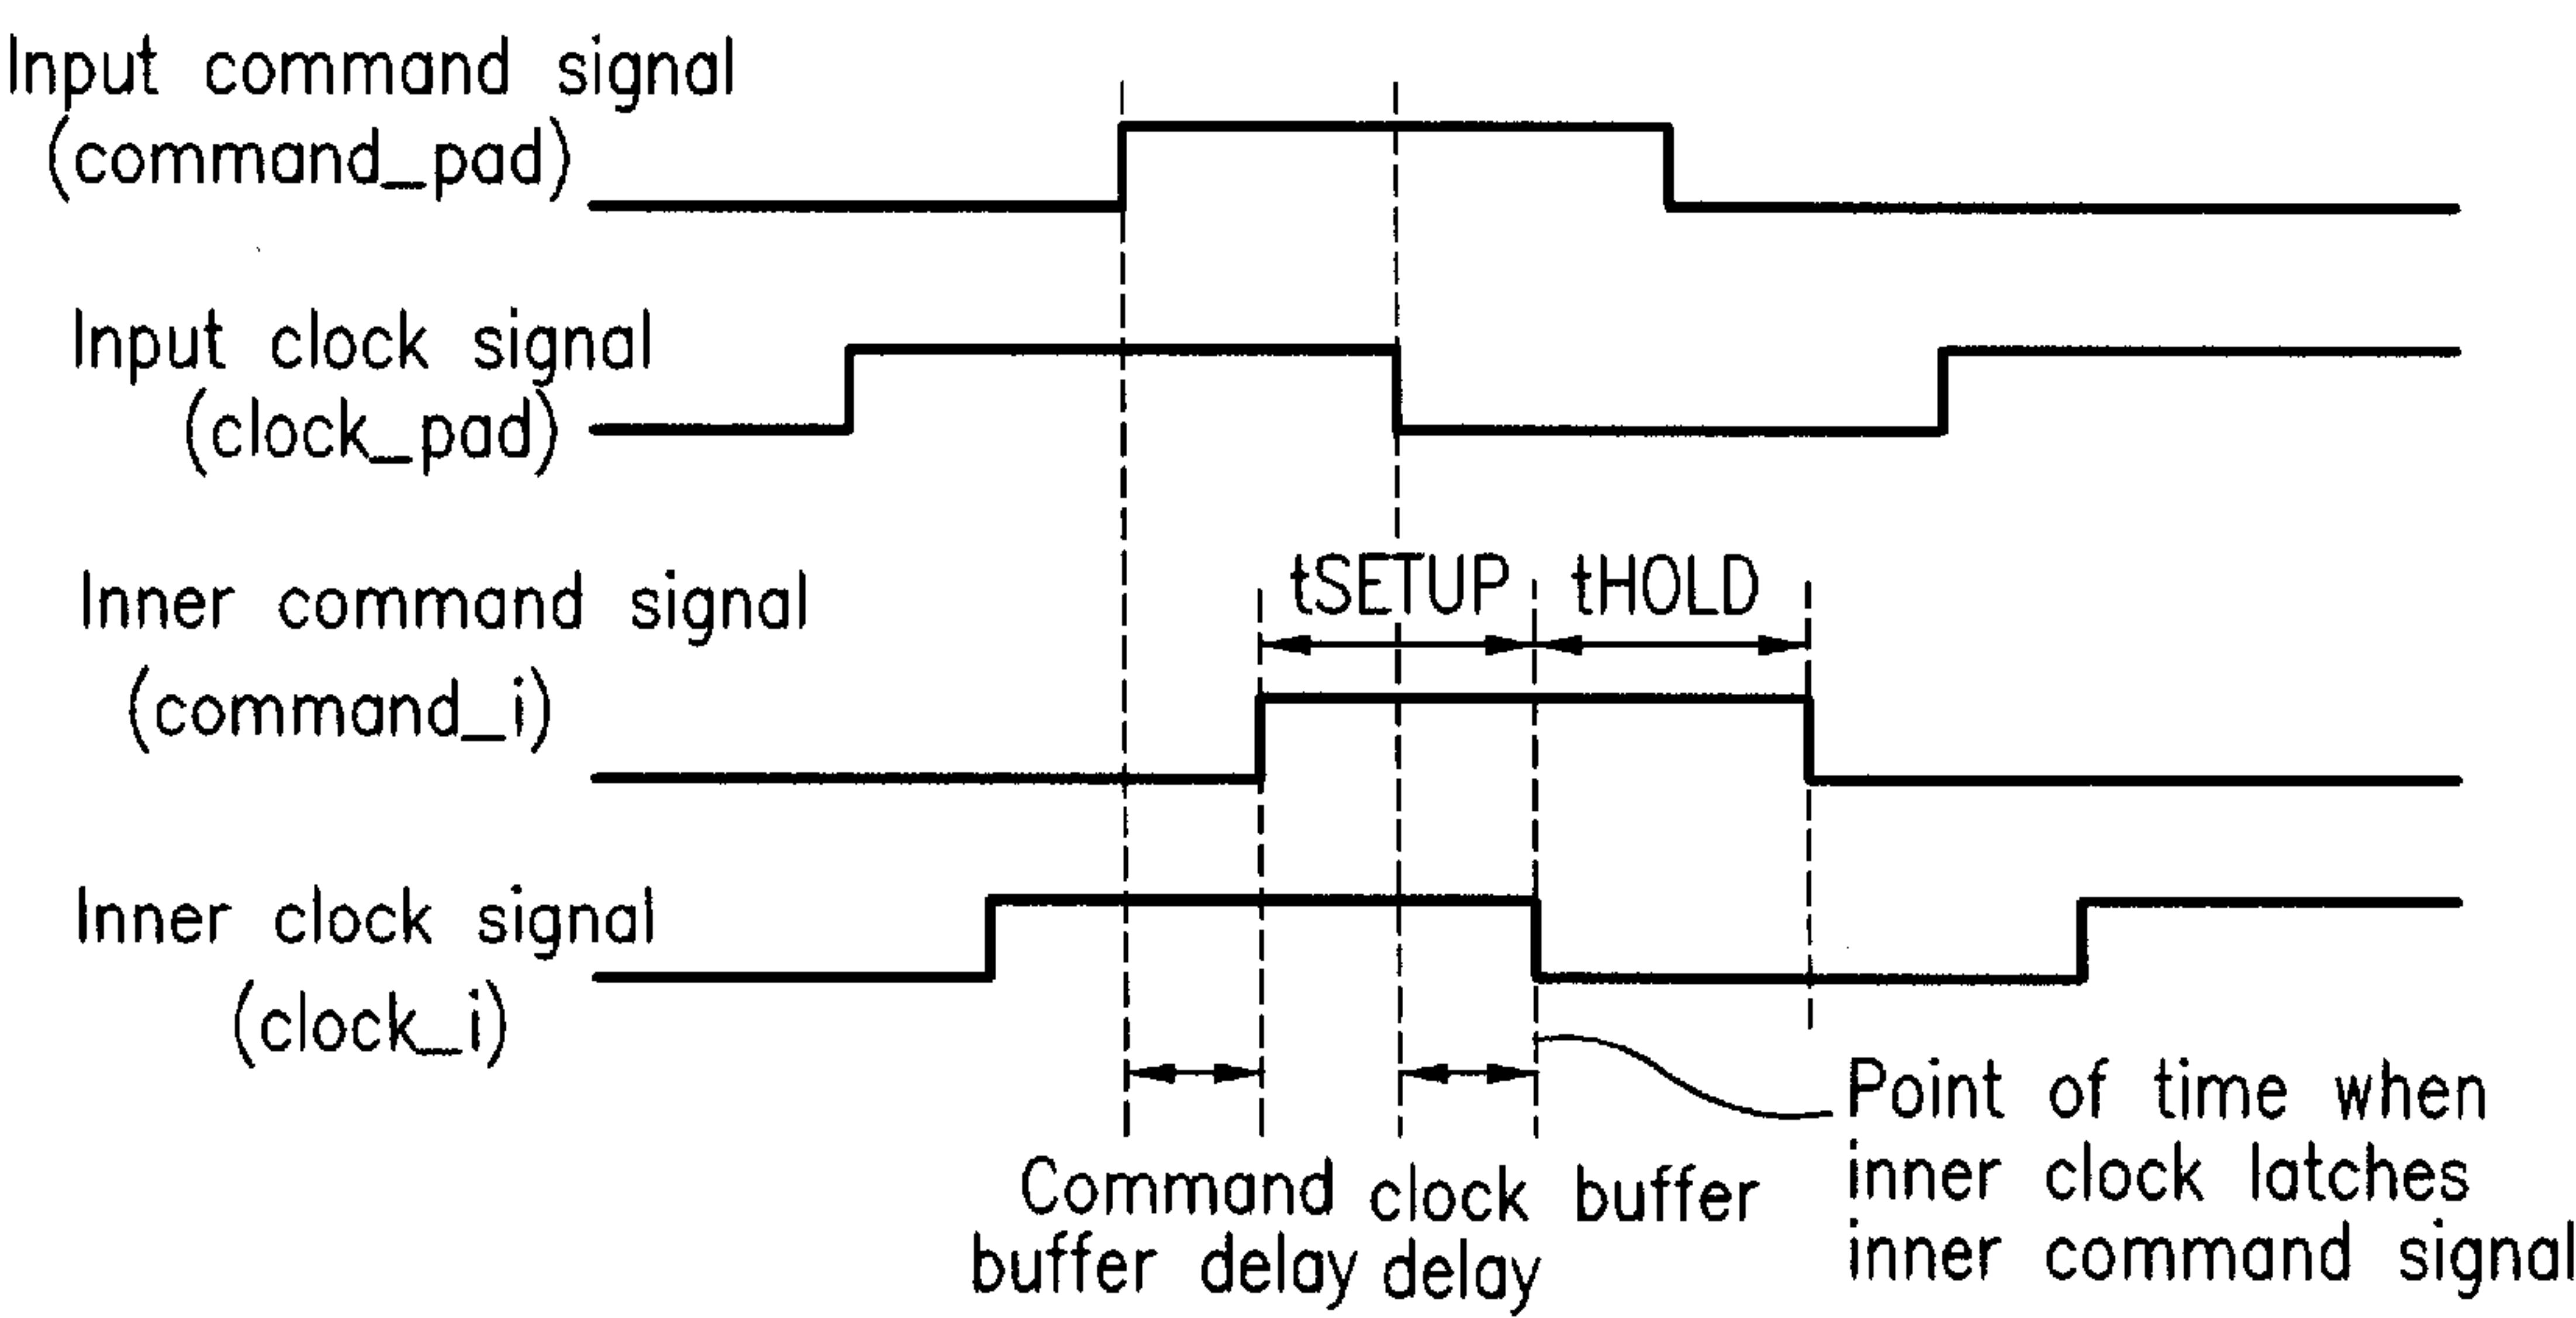 Input command signal
(command_pad)
Input clock signal
(clock_pad)
tSETUP tHOLD
Inner command signal
(command_i)
Inner clock signal
(clock_i)
Command clock buffer
buffer delay delay
Point of time when
inner clock latches
inner command signal